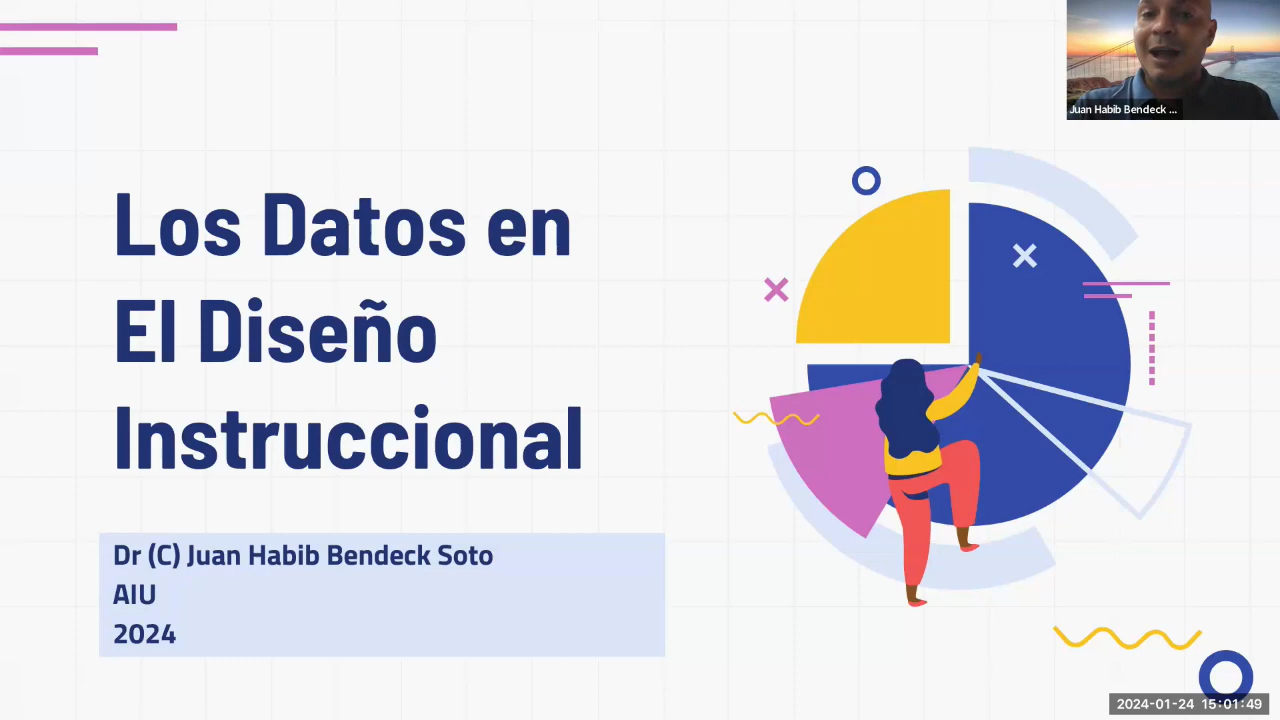 Juan Habib Bendeck ...
Los Datos en
El Diseño
Instruccional
Dr (C) Juan Habib Bendeck Soto
AIU
2024
2024-01-24 15:01:49